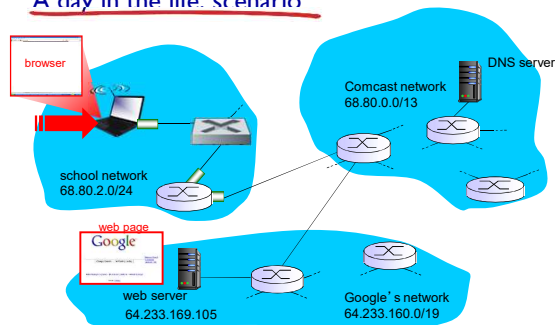 A day in the life: scenario
browser
DNS server
Comcast network
68.80.0.0/13
school network
68.80.2.0/24
web page
Google
web server
64.233.169.105
Google's network
64.233.160.0/19